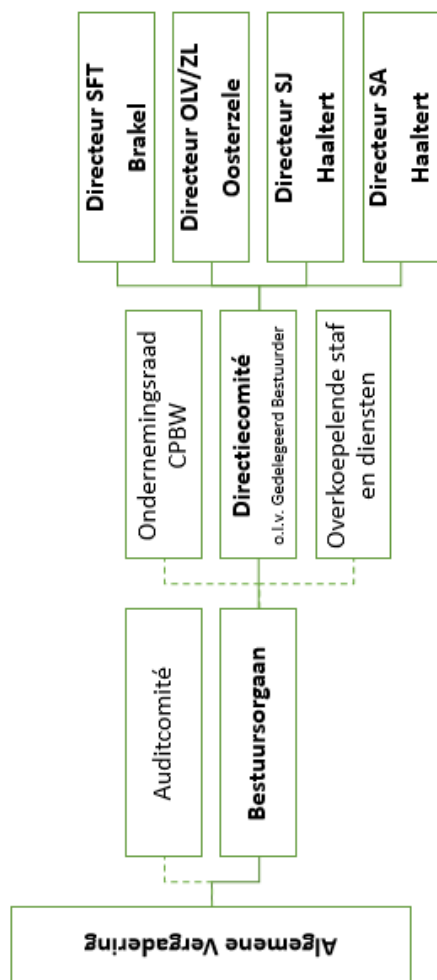 Algemene Vergadering
Auditcomité
Bestuursorgaan
Ondernemingsraad
CPBW
Directiecomité
o.l.v. Gedelegeerd Bestuurder
Overkoepelende staf
en diensten
Directeur SFT
Brakel
Directeur OLV/ZL
Oosterzele
Directeur SJ
Haaltert
Directeur SA
Haaltert